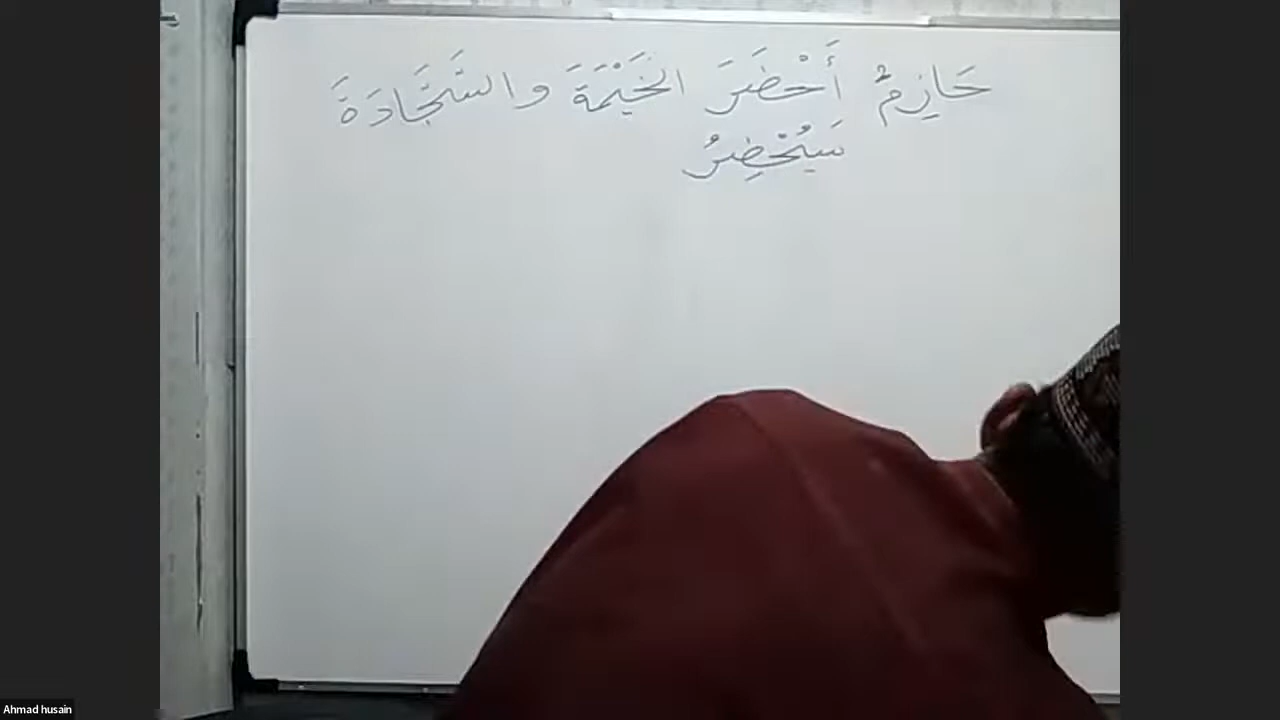 حَازِمٌ أَحْضَرَ الخَيْمَةَ والسَّجَّادَةَ
سَيُحْضِرُ
Ahmad husain